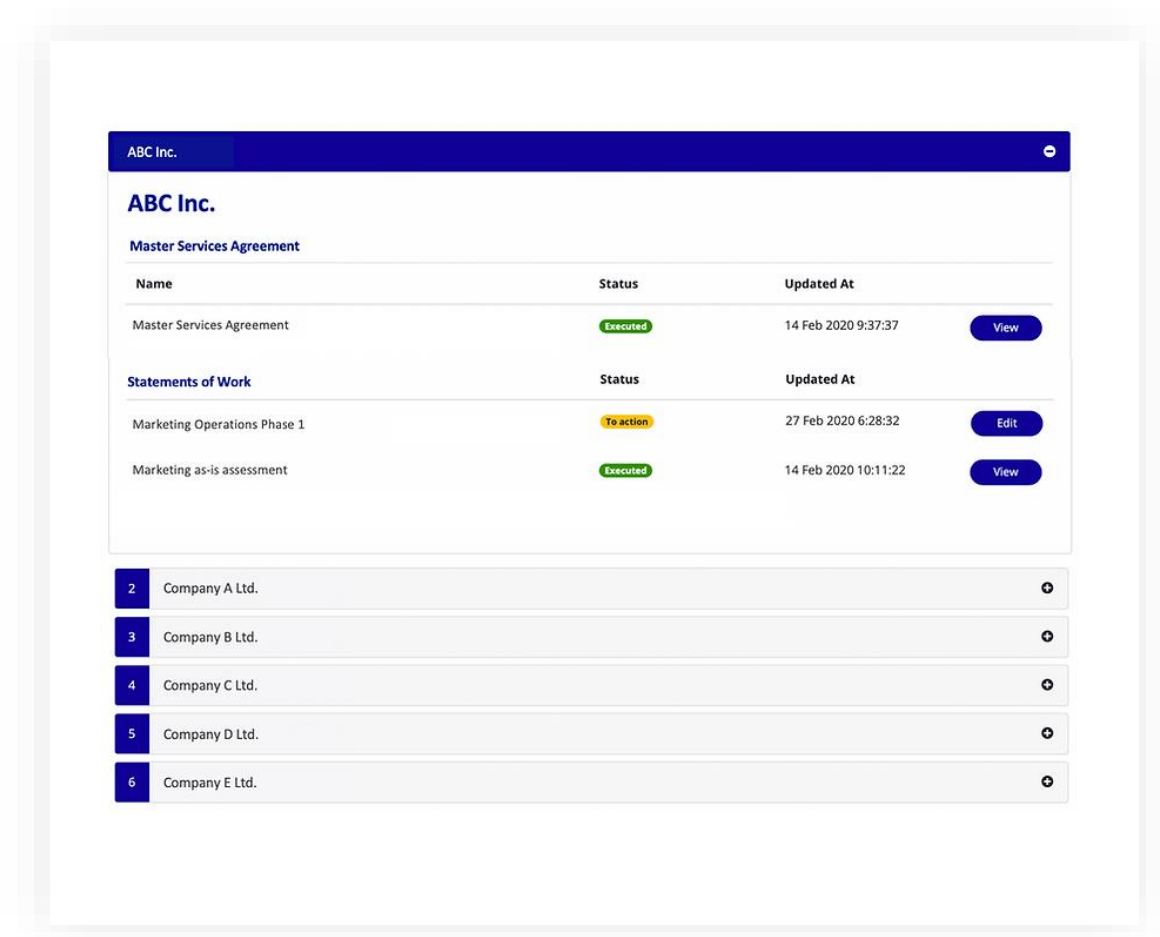 ABC Inc.
ABC Inc.
Master Services Agreement
Name Status Updated At
Master Services Agreement Executed 14 Feb 2020 9:37:37 View
Statements of Work Status Updated At
Marketing Operations Phase 1 To action 27 Feb 2020 6:28:32 Edit
Marketing as-is assessment Executed 14 Feb 2020 10:11:22 View
2 Company A Ltd.
3 Company B Ltd.
4 Company C Ltd.
5 Company D Ltd.
6 Company E Ltd.